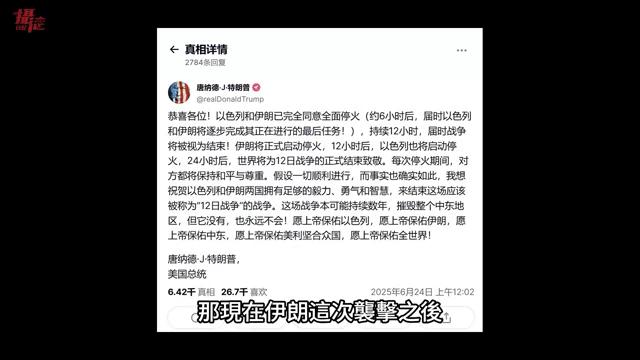 真相详情
2784条回复
唐纳德·J·特朗普
@realDonaldTrump
恭喜各位！以色列和伊朗已完全同意全面停火（约6小时后，届时以色列
和伊朗将逐步完成其正在进行的最后任务！），持续12小时，届时战争
将被视为结束！伊朗将正式启动停火，12小时后，以色列也将启动停
火，24小时后，世界将为12日战争的正式结束致敬。每次停火期间，对
方都将保持和平与尊重。假设一切顺利进行，而事实也确实如此，我想
祝贺以色列和伊朗两国拥有足够的毅力、勇气和智慧，来结束这场应该
被称为“12日战争”的战争。这场战争本可能持续数年，摧毁整个中东地
区，但它没有，也永远不会！愿上帝保佑以色列，愿上帝保佑伊朗，愿
上帝保佑中东，愿上帝保佑美利坚合众国，愿上帝保佑全世界！
唐纳德·J·特朗普，
美国总统
6.42千 真相 26.7千 喜欢
2025年6月24日 上午12:02
那現在伊朗這次襲擊之後